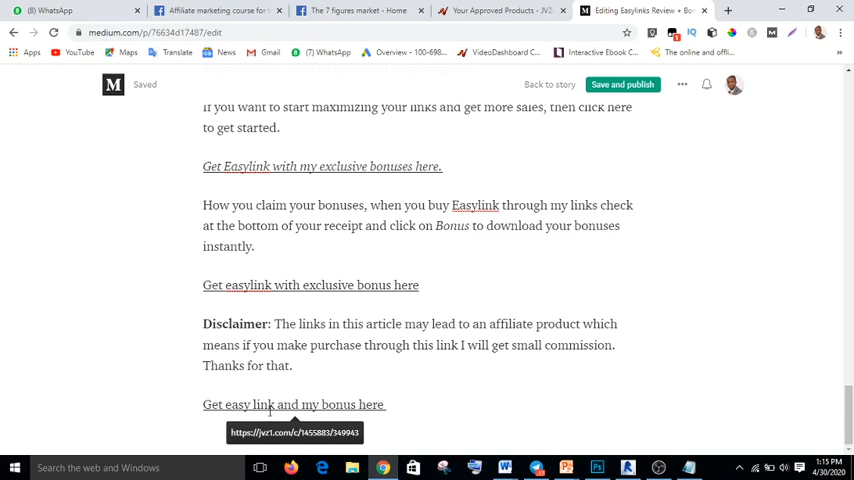 (8) WhatsApp
Affiliate marketing course for
The 7 figures market - Home
Your Approved Products - JVZ
Editing Easylinks Review + Bon
medium.com/p/76634d17487/edit
Apps
YouTube
Maps
Translate
News
Gmail
(7) WhatsApp
Overview - 100-698...
VideoDashboard C...
Interactive Ebook C...
The online and offli...
M
Saved
Back to story
Save and publish
If you want to start maximizing your links and get more sales, then click here
to get started.
Get Easylink with my exclusive bonuses here.
How you claim your bonuses, when you buy Easylink through my links check
at the bottom of your receipt and click on Bonus to download your bonuses
instantly.
Get easylink with exclusive bonus here
Disclaimer: The links in this article may lead to an affiliate product which
means if you make purchase through this link I will get small commission.
Thanks for that.
Get easy link and my bonus here
https://jvz1.com/c/1455883/349943
Search the web and Windows
1:15 PM
4/30/2020